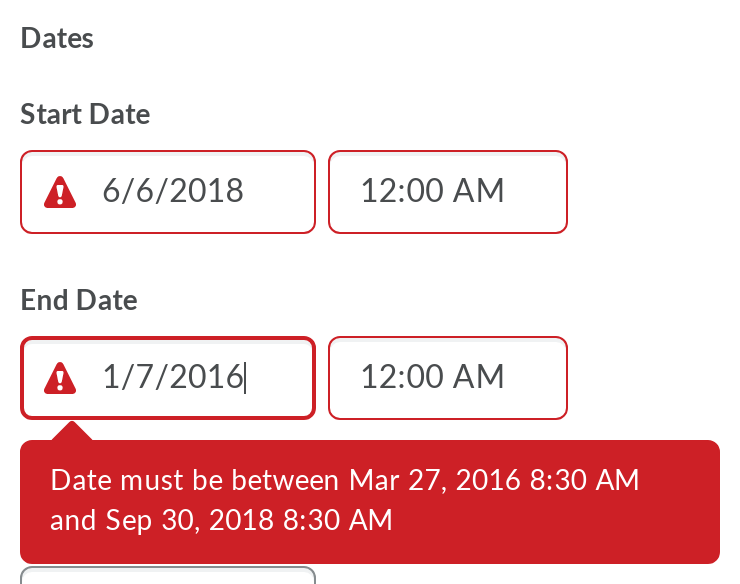 Dates
Start Date
6/6/2018 12:00 AM
End Date
1/7/2016 12:00 AM
Date must be between Mar 27, 2016 8:30 AM
and Sep 30, 2018 8:30 AM